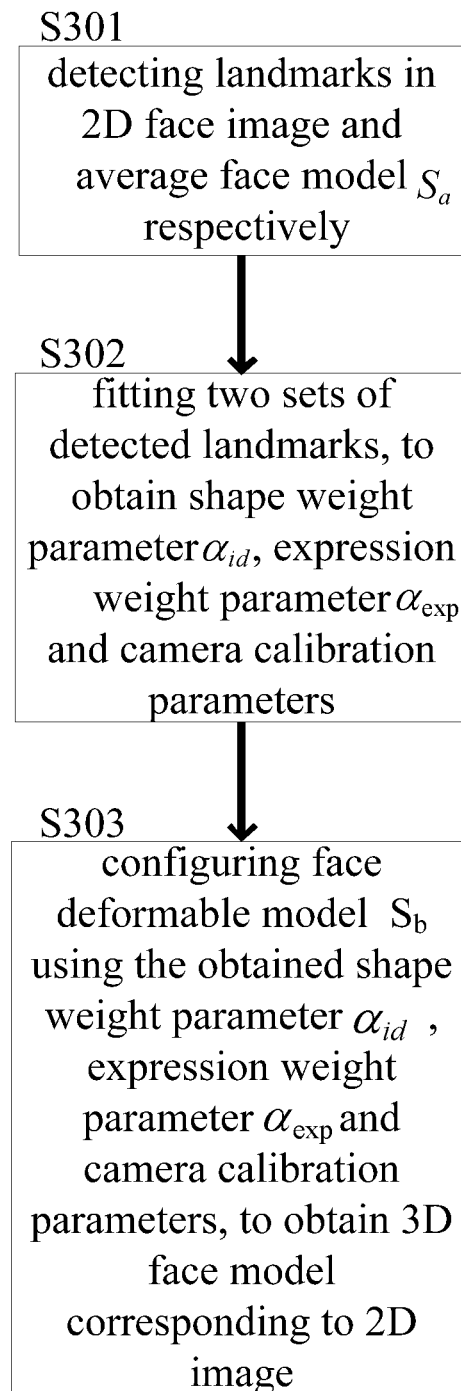 S301
detecting landmarks in
2D face image and
average face model Sₐ
respectively
S302
fitting two sets of
detected landmarks, to
obtain shape weight
parameter α_id, expression
weight parameter α_exp
and camera calibration
parameters
S303
configuring face
deformable model S_b
using the obtained shape
weight parameter α_id ,
expression weight
parameter α_exp and
camera calibration
parameters, to obtain 3D
face model
corresponding to 2D
image